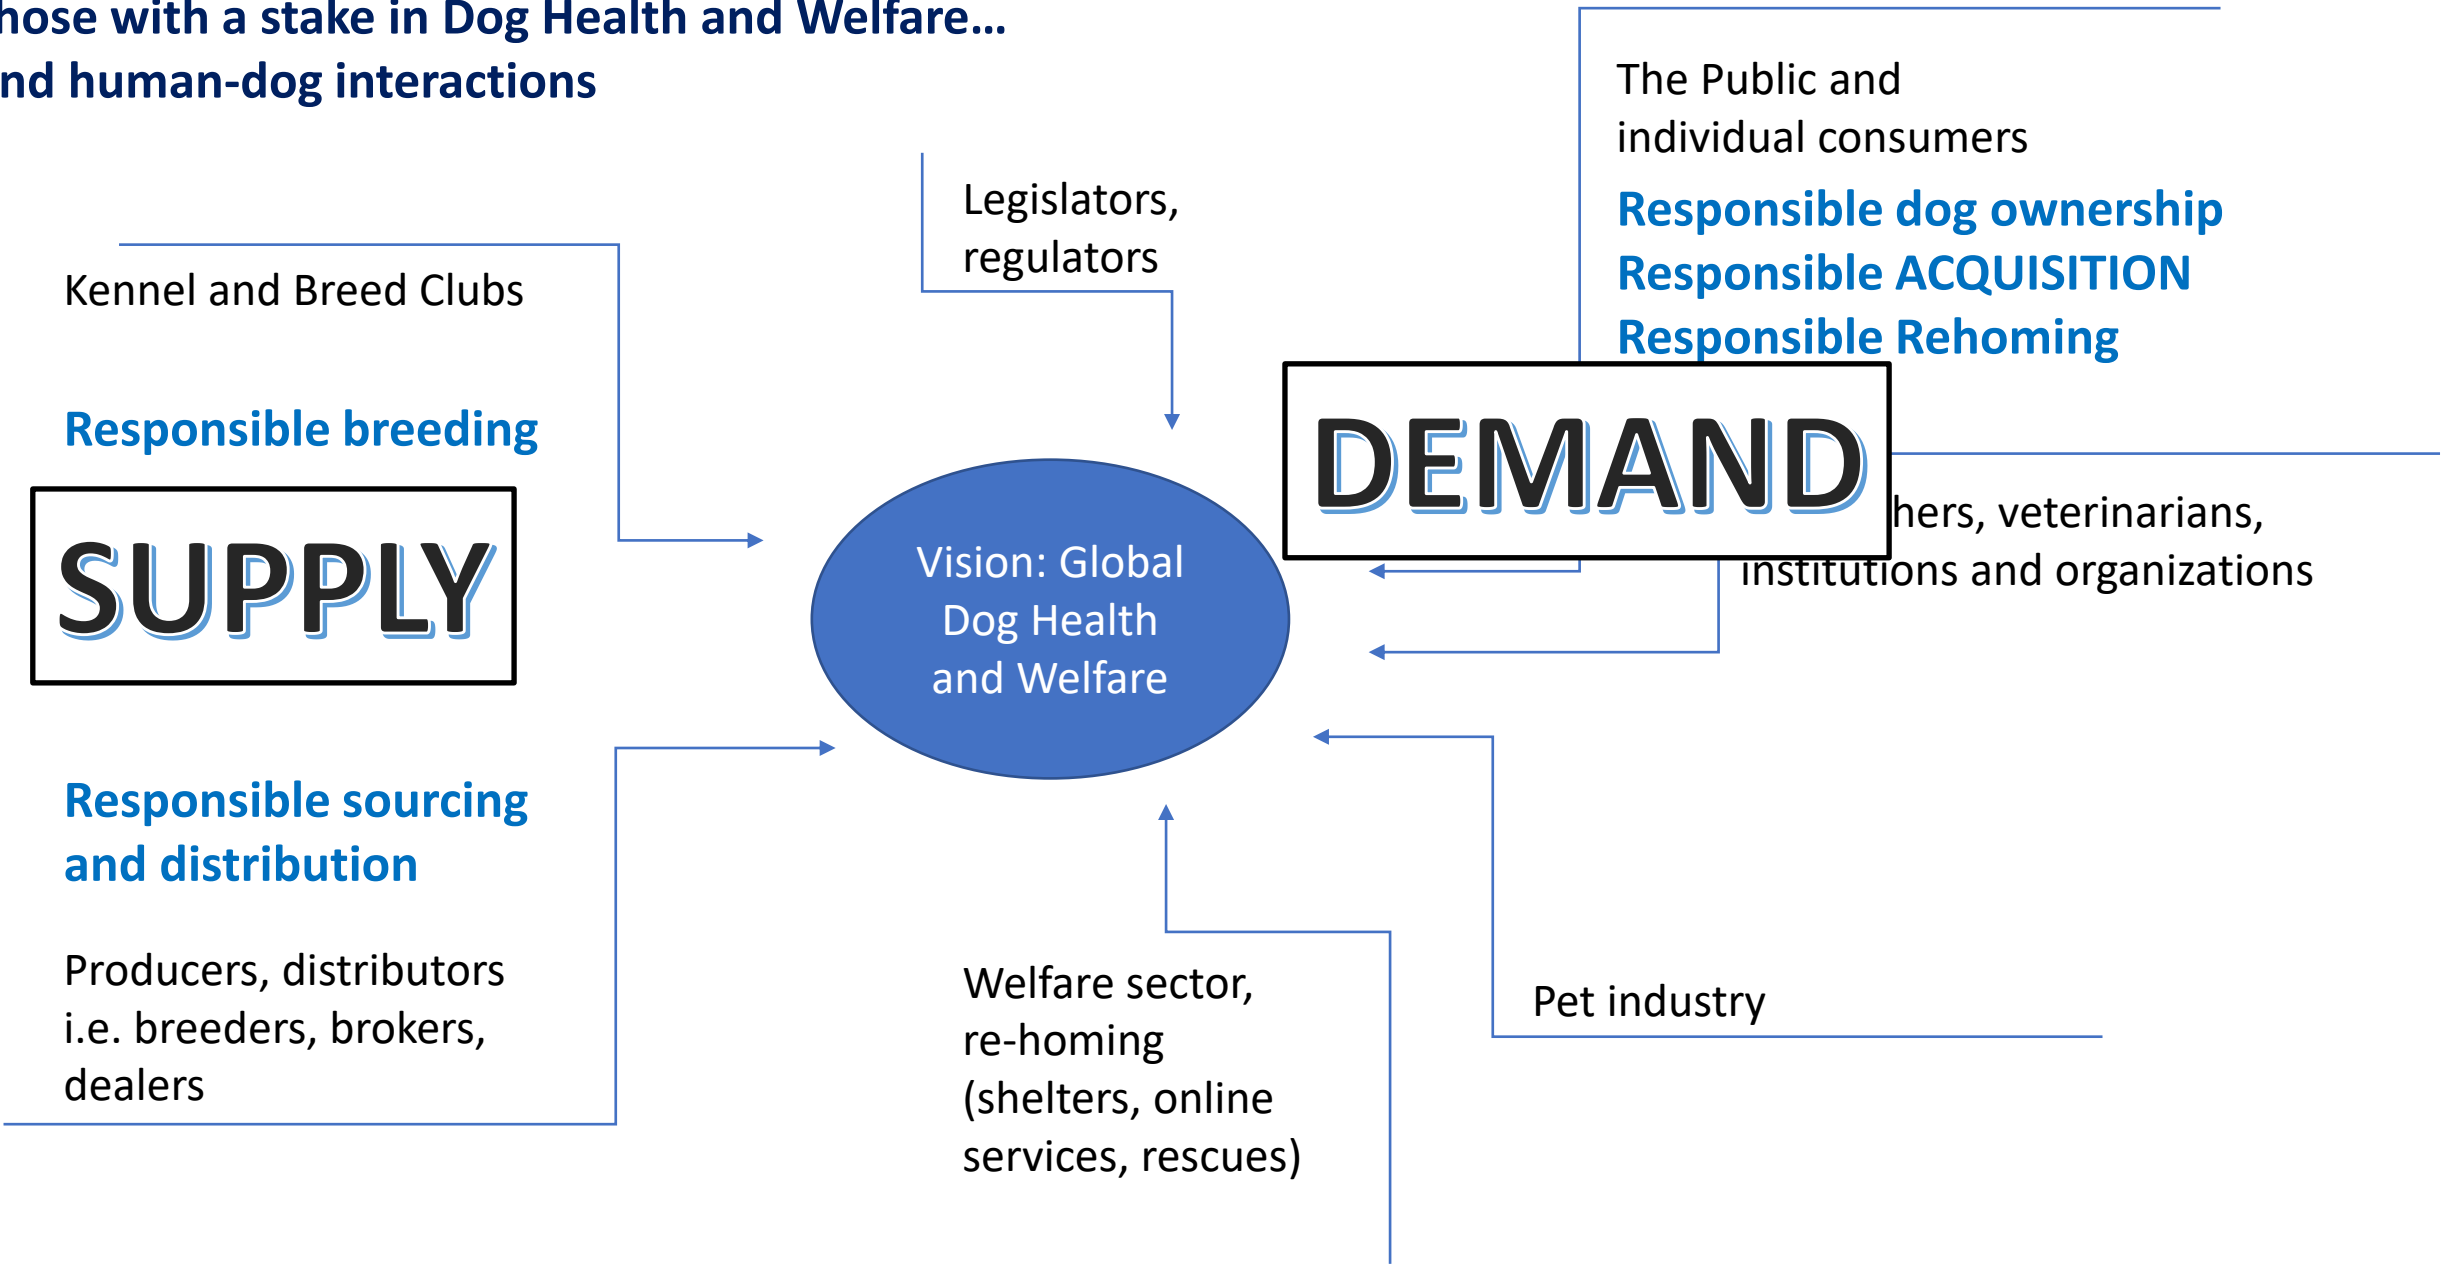 hose with a stake in Dog Health and Welfare…
nd human-dog interactions
Kennel and Breed Clubs
Responsible breeding
SUPPLY
Responsible sourcing
and distribution
Producers, distributors
i.e. breeders, brokers,
dealers
Legislators,
regulators
Vision: Global
Dog Health
and Welfare
Welfare sector,
re-homing
(shelters, online
services, rescues)
The Public and
individual consumers
Responsible dog ownership
Responsible ACQUISITION
Responsible Rehoming
DEMAND
hers, veterinarians,
institutions and organizations
Pet industry